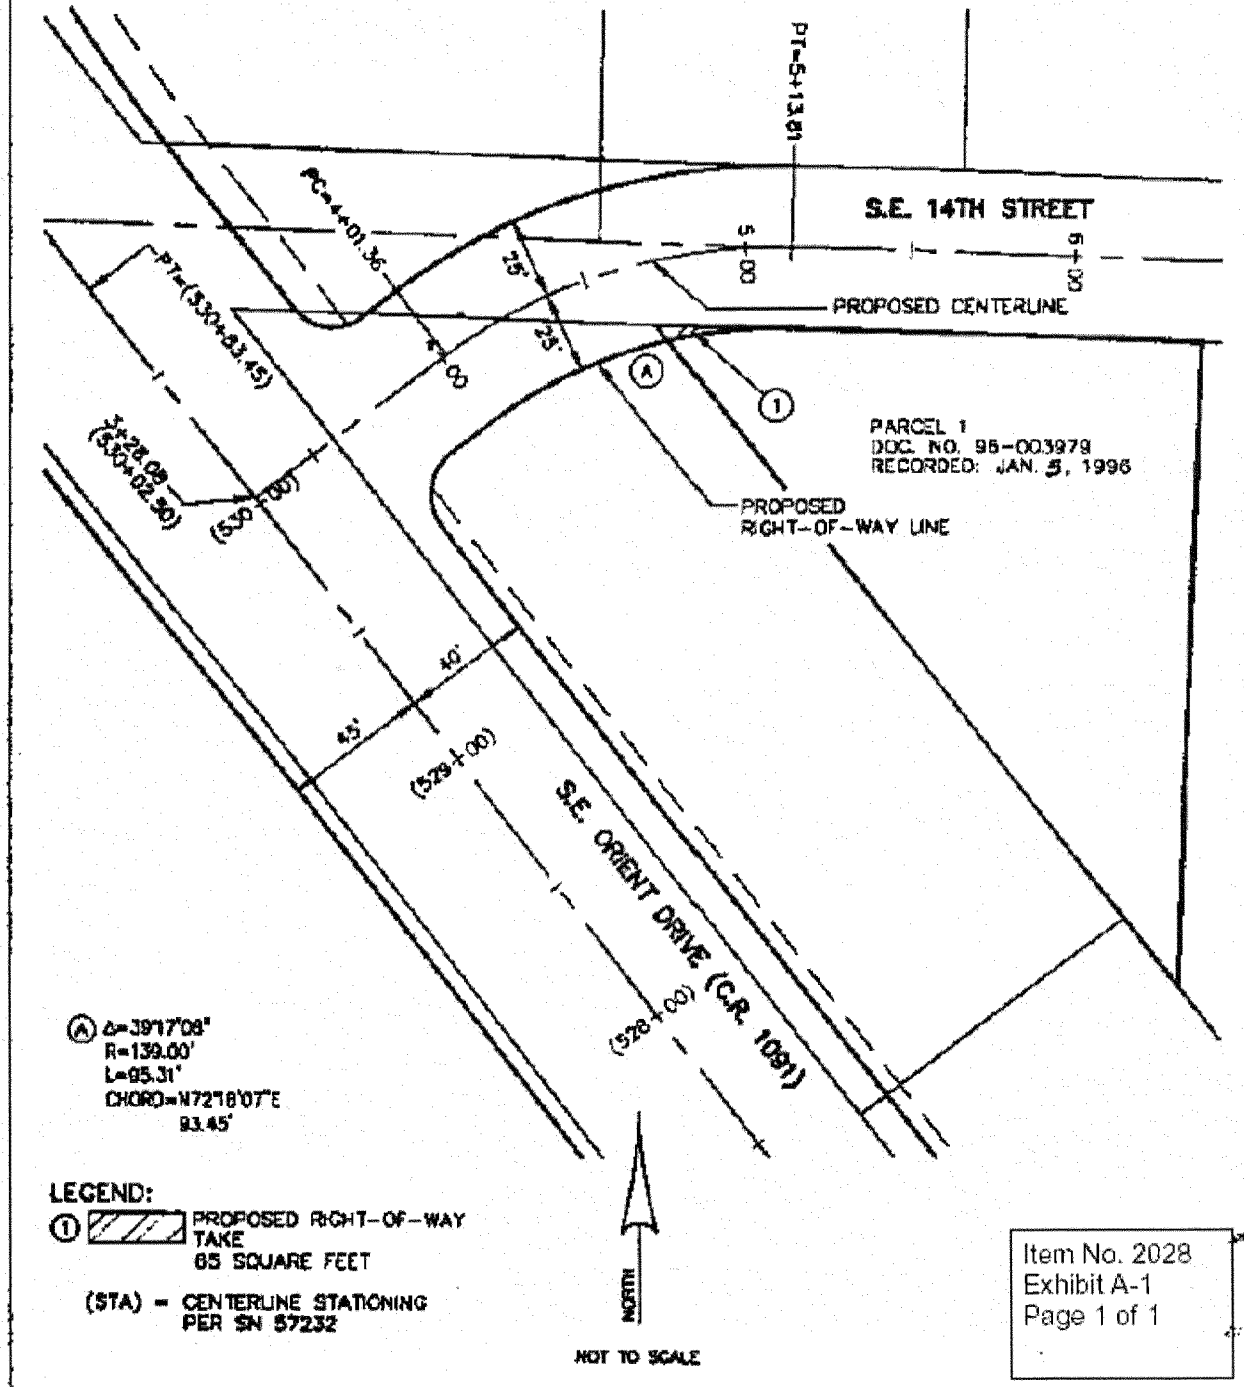 PT=5+13.81
S.E. 14TH STREET
PC=4+01.36
25'
25'
5+00
6+00
PROPOSED CENTERLINE
PT=(530+83.45)
4+00
A
1
PARCEL 1
DOC. NO. 96-003979
RECORDED: JAN. 5, 1996
3+28.08
(530+02.50)
(530+00)
PROPOSED
RIGHT-OF-WAY LINE
40'
45'
(529+00)
S.E. ORIENT DRIVE (C.R. 1091)
(528+00)
A Δ=39°17'08"
R=139.00'
L=95.31'
CHORD=N72°18'07"E
93.45'
LEGEND:
1 PROPOSED RIGHT-OF-WAY
TAKE
65 SQUARE FEET
(STA) = CENTERLINE STATIONING
PER SN 57232
NORTH
NOT TO SCALE
Item No. 2028
Exhibit A-1
Page 1 of 1